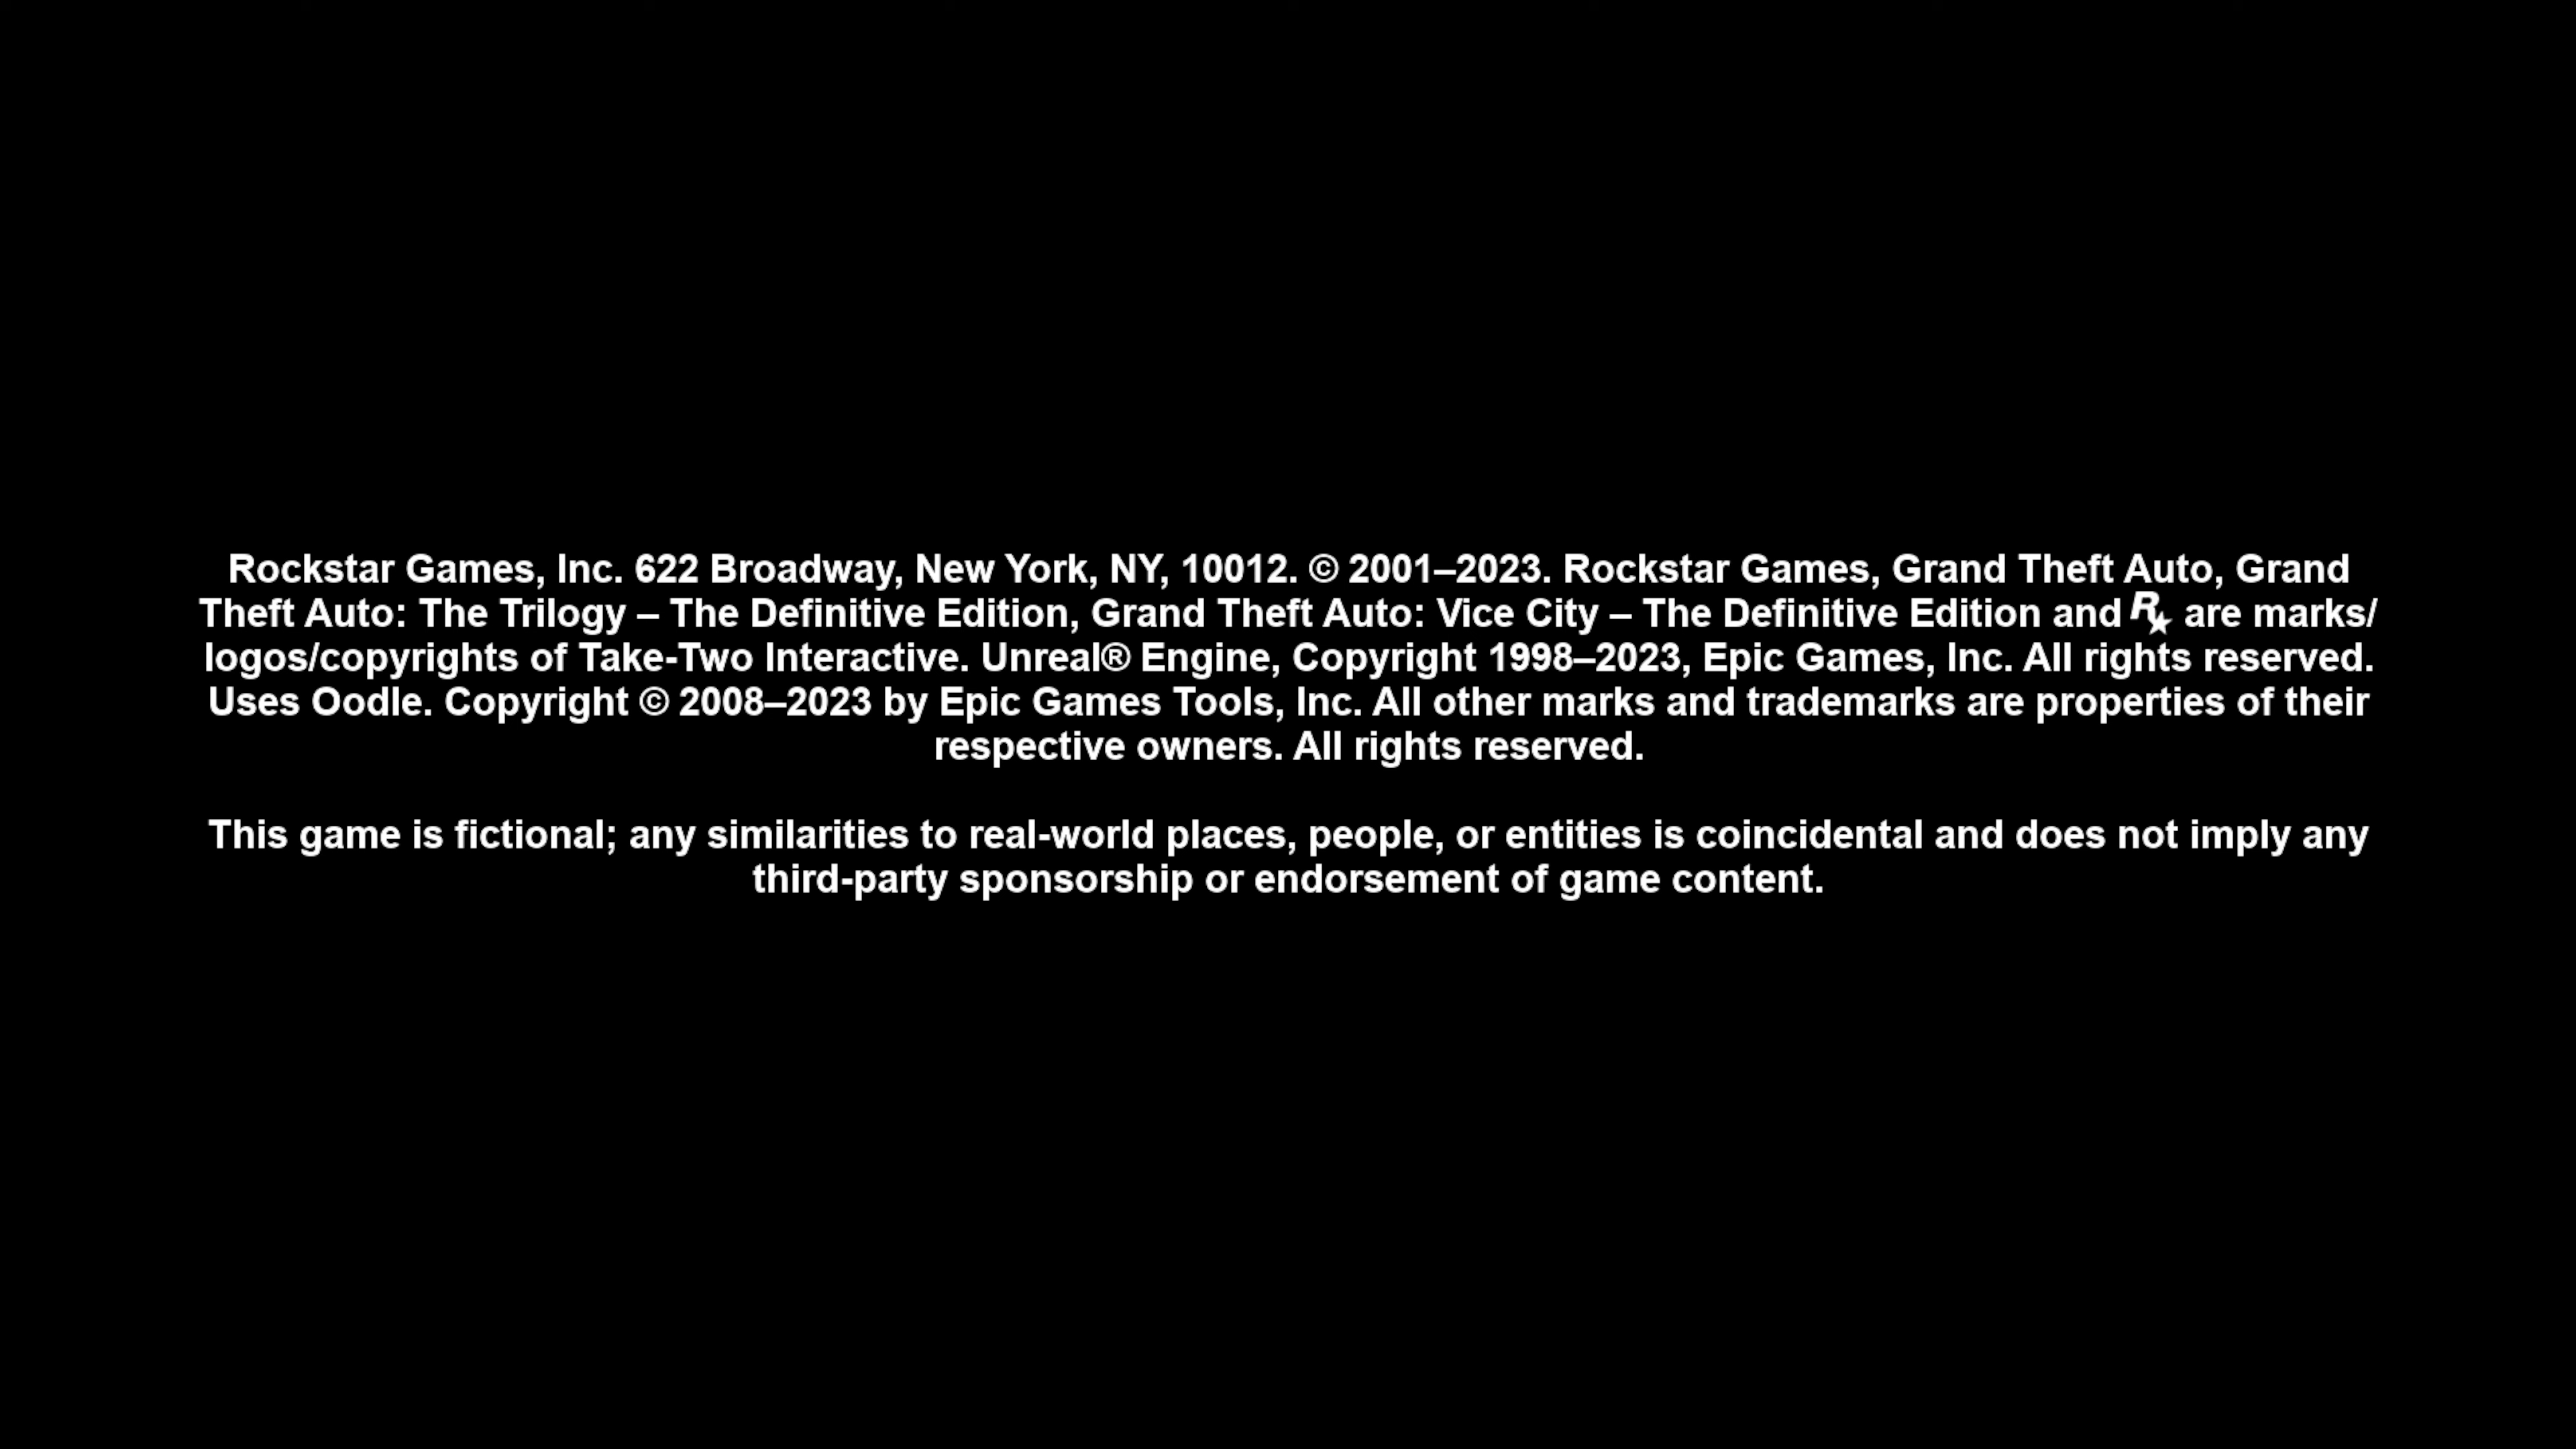 Rockstar Games, Inc. 622 Broadway, New York, NY, 10012. © 2001–2023. Rockstar Games, Grand Theft Auto, Grand
Theft Auto: The Trilogy – The Definitive Edition, Grand Theft Auto: Vice City – The Definitive Edition and R★ are marks/
logos/copyrights of Take-Two Interactive. Unreal® Engine, Copyright 1998–2023, Epic Games, Inc. All rights reserved.
Uses Oodle. Copyright © 2008–2023 by Epic Games Tools, Inc. All other marks and trademarks are properties of their
respective owners. All rights reserved.
This game is fictional; any similarities to real-world places, people, or entities is coincidental and does not imply any
third-party sponsorship or endorsement of game content.